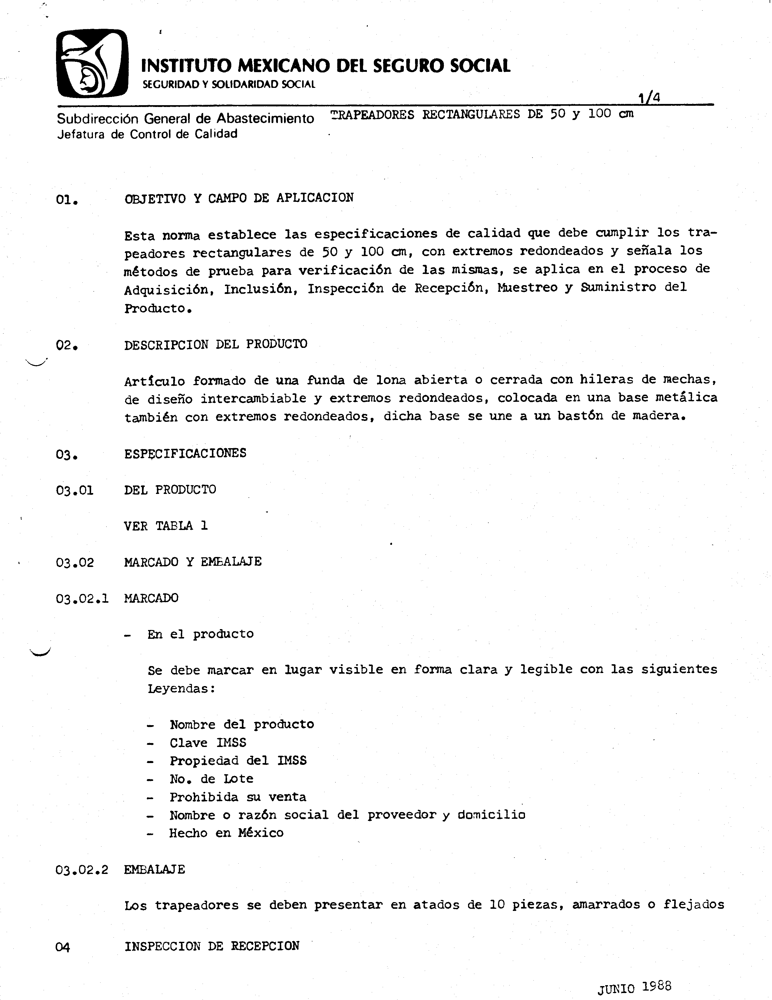 INSTITUTO MEXICANO DEL SEGURO SOCIAL
SEGURIDAD Y SOLIDARIDAD SOCIAL
1/4
Subdirección General de Abastecimiento TRAPEADORES RECTANGULARES DE 50 y 100 cm
Jefatura de Control de Calidad
01. OBJETIVO Y CAMPO DE APLICACION
Esta norma establece las especificaciones de calidad que debe cumplir los tra-
peadores rectangulares de 50 y 100 cm, con extremos redondeados y señala los
métodos de prueba para verificación de las mismas, se aplica en el proceso de
Adquisición, Inclusión, Inspección de Recepción, Muestreo y Suministro del
Producto.
02. DESCRIPCION DEL PRODUCTO
Artículo formado de una funda de lona abierta o cerrada con hileras de mechas,
de diseño intercambiable y extremos redondeados, colocada en una base metálica
también con extremos redondeados, dicha base se une a un bastón de madera.
03. ESPECIFICACIONES
03.01 DEL PRODUCTO
VER TABLA 1
03.02 MARCADO Y EMBALAJE
03.02.1 MARCADO
- En el producto
Se debe marcar en lugar visible en forma clara y legible con las siguientes
Leyendas:
- Nombre del producto
- Clave IMSS
- Propiedad del IMSS
- No. de Lote
- Prohibida su venta
- Nombre o razón social del proveedor y domicilio
- Hecho en México
03.02.2 EMBALAJE
Los trapeadores se deben presentar en atados de 10 piezas, amarrados o flejados
04 INSPECCION DE RECEPCION
JUNIO 1988